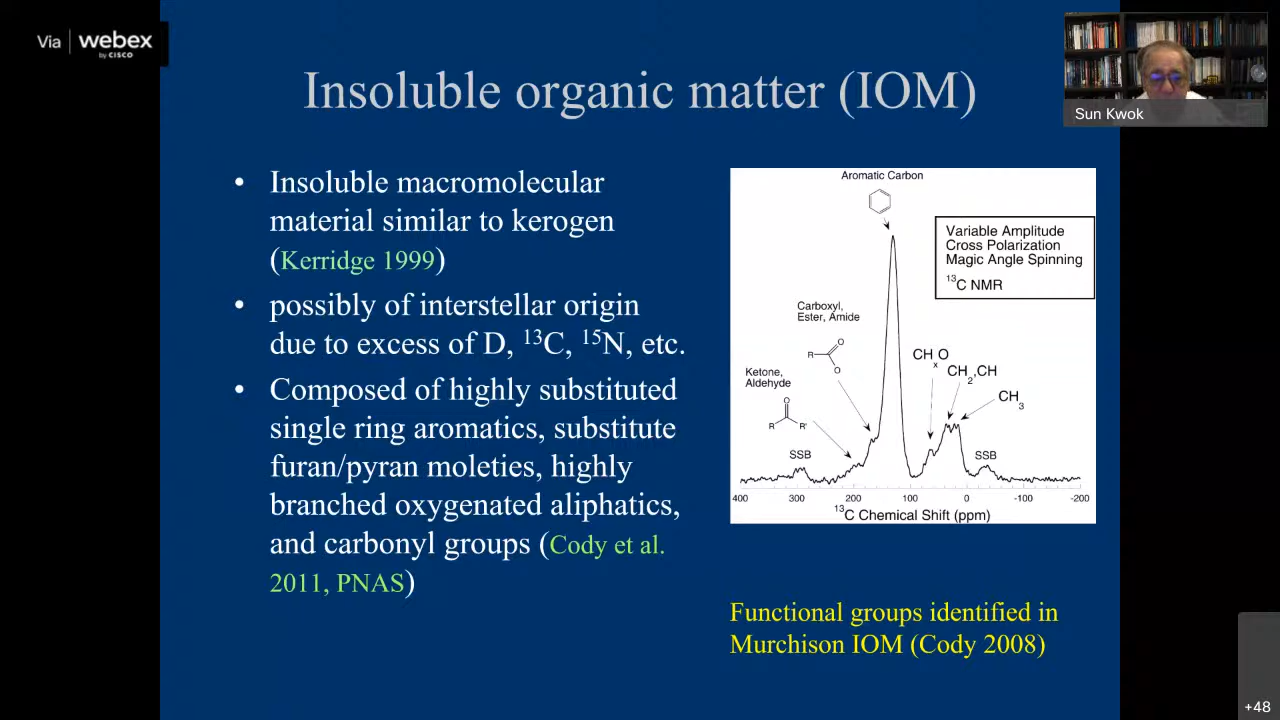 Via | webex
by CISCO
Insoluble organic matter (IOM)
Sun Kwok
• Insoluble macromolecular
material similar to kerogen
(Kerridge 1999)
• possibly of interstellar origin
due to excess of D, ¹³C, ¹⁵N, etc.
• Composed of highly substituted
single ring aromatics, substitute
furan/pyran moleties, highly
branched oxygenated aliphatics,
and carbonyl groups (Cody et al.
2011, PNAS)
Aromatic Carbon
Variable Amplitude
Cross Polarization
Magic Angle Spinning
¹³C NMR
Carboxyl,
Ester, Amide
R
O
O
CHₓO
CH₂,CH
CH₃
Ketone,
Aldehyde
O
R R'
SSB
SSB
400 300 200 100 0 -100 -200
¹³C Chemical Shift (ppm)
Functional groups identified in
Murchison IOM (Cody 2008)
+48